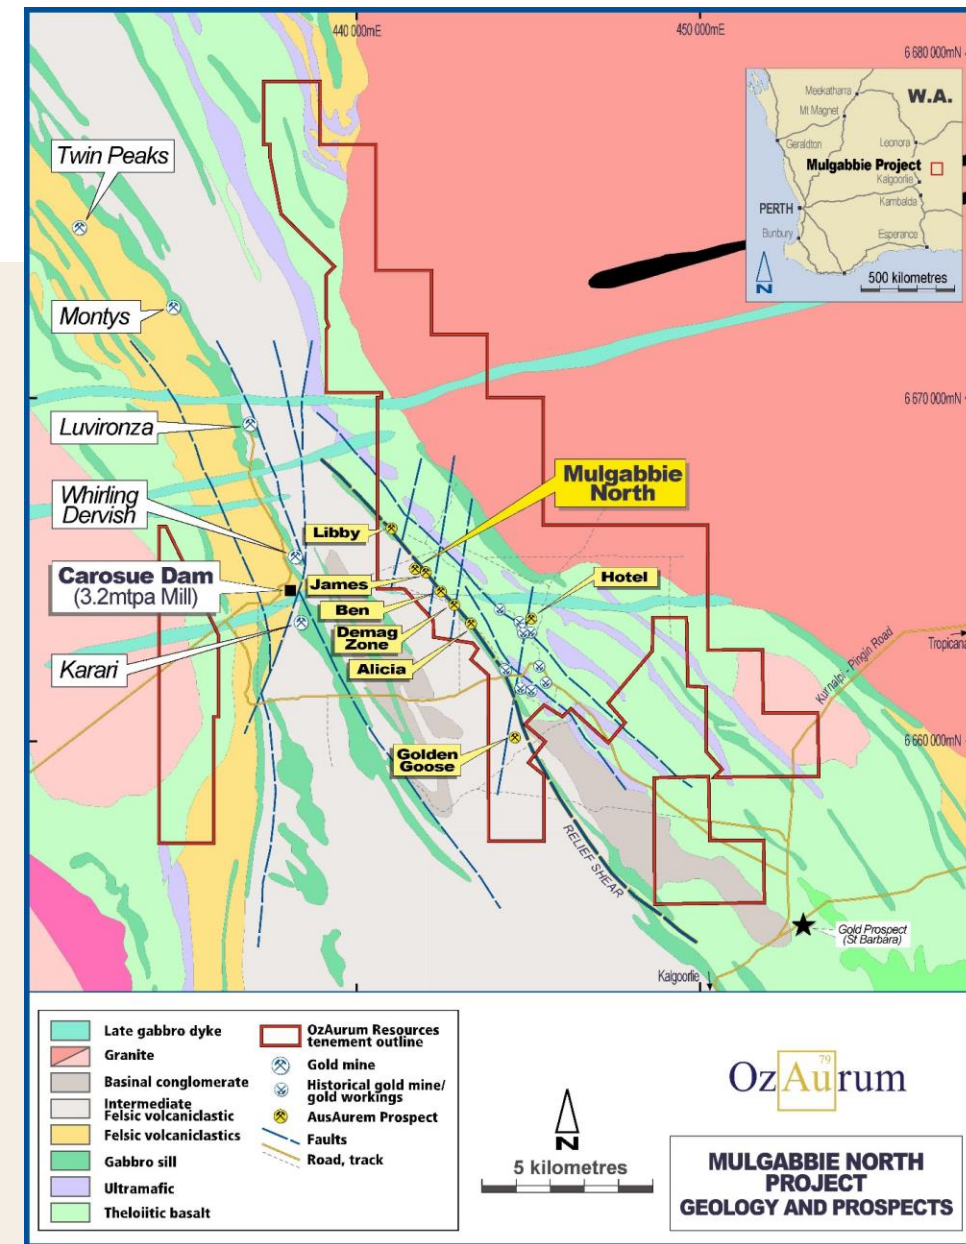 440 000mE
450 000mE
6 680 000mN
W.A.
Meekatharra
Mt Magnet
Geraldton
Leonora
Mulgabbie Project
Kalgoorlie
PERTH
Kambalda
Bunbury
Esperance
N
500 kilometres
Twin Peaks
Montys
6 670 000mN
Luvironza
Whirling
Dervish
Mulgabbie
North
Libby
Carosue Dam
(3.2mtpa Mill)
James
Hotel
Ben
Demag
Zone
Karari
Alicia
Tropicana
Kurnalpi - Pingin Road
6 660 000mN
Golden
Goose
RELIEF SHEAR
Gold Prospect
(St Barbara)
Kalgoorlie
Late gabbro dyke
Granite
Basinal conglomerate
Intermediate
Felsic volcaniclastic
Felsic volcaniclastics
Gabbro sill
Ultramafic
Theloiitic basalt
OzAurum Resources
tenement outline
Gold mine
Historical gold mine/
gold workings
AusAurem Prospect
Faults
Road, track
N
5 kilometres
79
OzAurum
MULGABBIE NORTH
PROJECT
GEOLOGY AND PROSPECTS